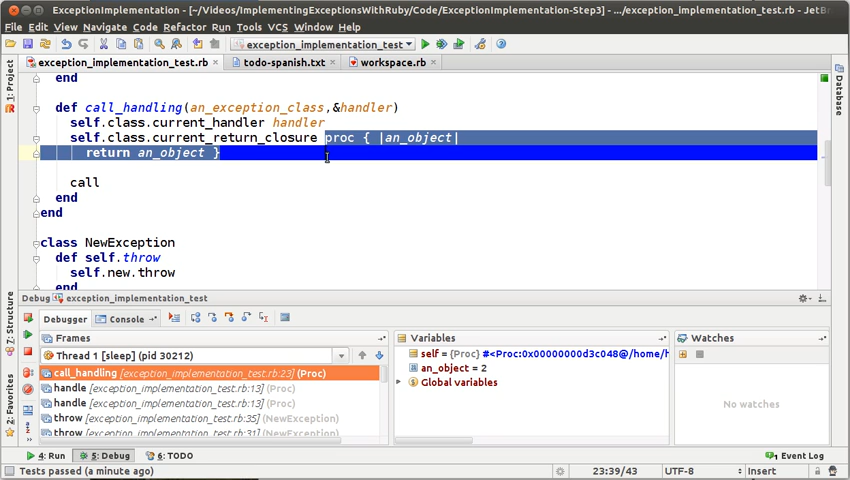 ExceptionImplementation - [~/Videos/ImplementingExceptionsWithRuby/Code/ExceptionImplementation-Step3] - .../exception_implementation_test.rb - JetBr
File Edit View Navigate Code Refactor Run Tools VCS Window Help
exception_implementation_test
exception_implementation_test.rb todo-spanish.txt workspace.rb
1: Project
Database
end
def call_handling(an_exception_class,&handler)
self.class.current_handler handler
self.class.current_return_closure proc { |an_object|
return an_object }
call
end
end
class NewException
def self.throw
self.new.throw
end
7: Structure
2: Favorites
Debug exception_implementation_test
Debugger Console
Frames
Thread 1 [sleep] (pid 30212)
call_handling [exception_implementation_test.rb:23] (Proc)
handle [exception_implementation_test.rb:13] (Proc)
handle [exception_implementation_test.rb:13] (Proc)
throw [exception_implementation_test.rb:35] (NewException)
throw [exception_implementation_test.rb:31] (NewException)
Variables
self = {Proc} #<Proc:0x00000000d3c048@/home/h
an_object = 2
Global variables
Watches
No watches
4: Run 5: Debug 6: TODO Event Log
Tests passed (a minute ago) 23:39/43 UTF-8 Insert